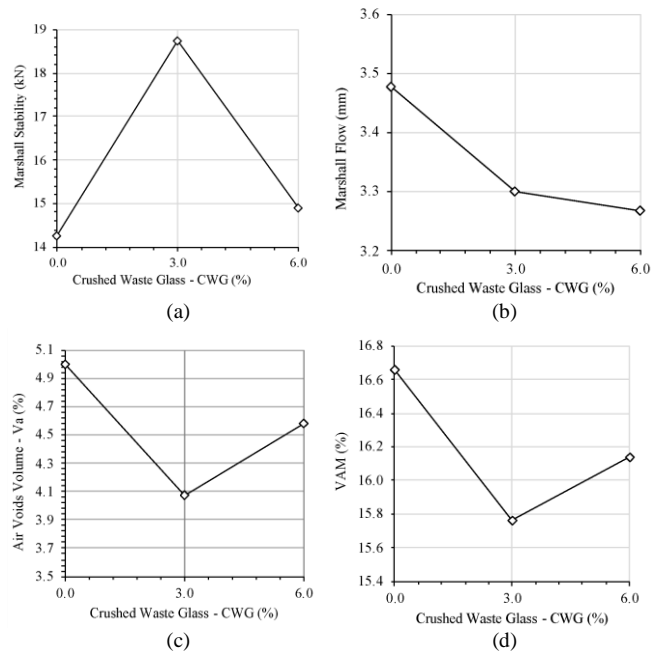 19
18
17
16
15
14
Marshall Stability (kN)
0.0 3.0 6.0
Crushed Waste Glass - CWG (%)
(a)
3.6
3.5
3.4
3.3
3.2
Marshall Flow (mm)
0.0 3.0 6.0
Crushed Waste Glass - CWG (%)
(b)
5.1
4.9
4.7
4.5
4.3
4.1
3.9
3.7
3.5
Air Voids Volume - Va (%)
0.0 3.0 6.0
Crushed Waste Glass - CWG (%)
(c)
16.8
16.6
16.4
16.2
16.0
15.8
15.6
15.4
VAM (%)
0.0 3.0 6.0
Crushed Waste Glass - CWG (%)
(d)